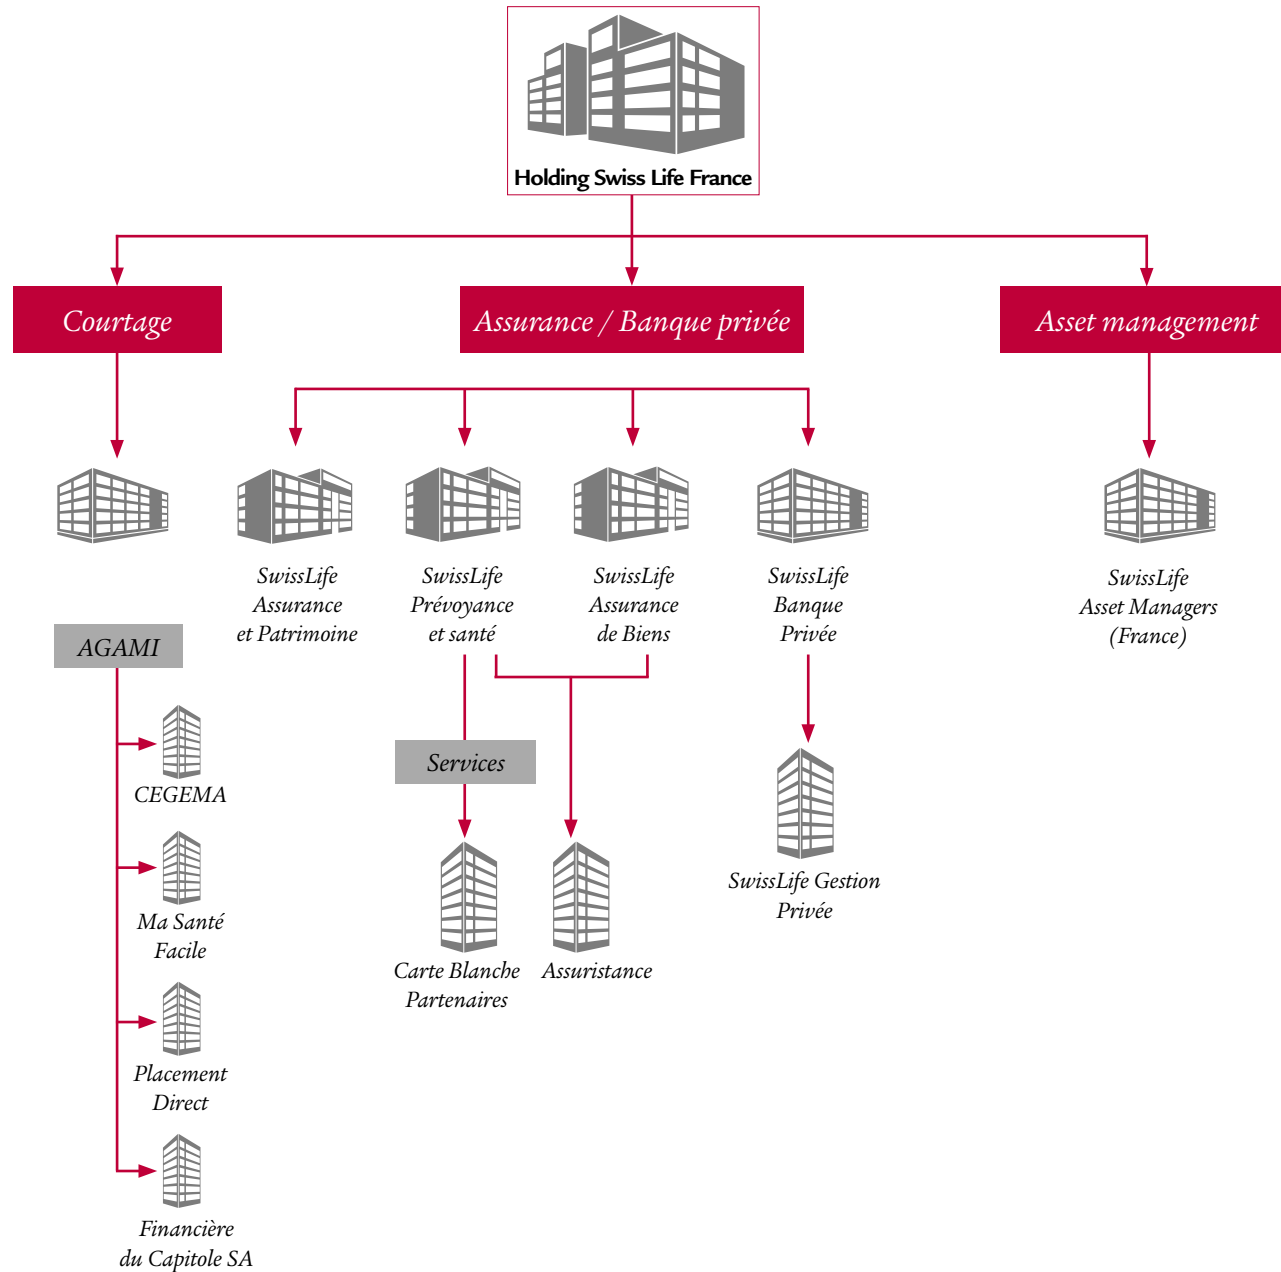 Holding Swiss Life France
Courtage
Assurance / Banque privée
Asset management
SwissLife
Assurance
et Patrimoine
SwissLife
Prévoyance
et santé
SwissLife
Assurance
de Biens
SwissLife
Banque
Privée
SwissLife
Asset Managers
(France)
AGAMI
CEGEMA
Ma Santé
Facile
Placement
Direct
Financière
du Capitole SA
Services
Carte Blanche
Partenaires
Assuristance
SwissLife Gestion
Privée